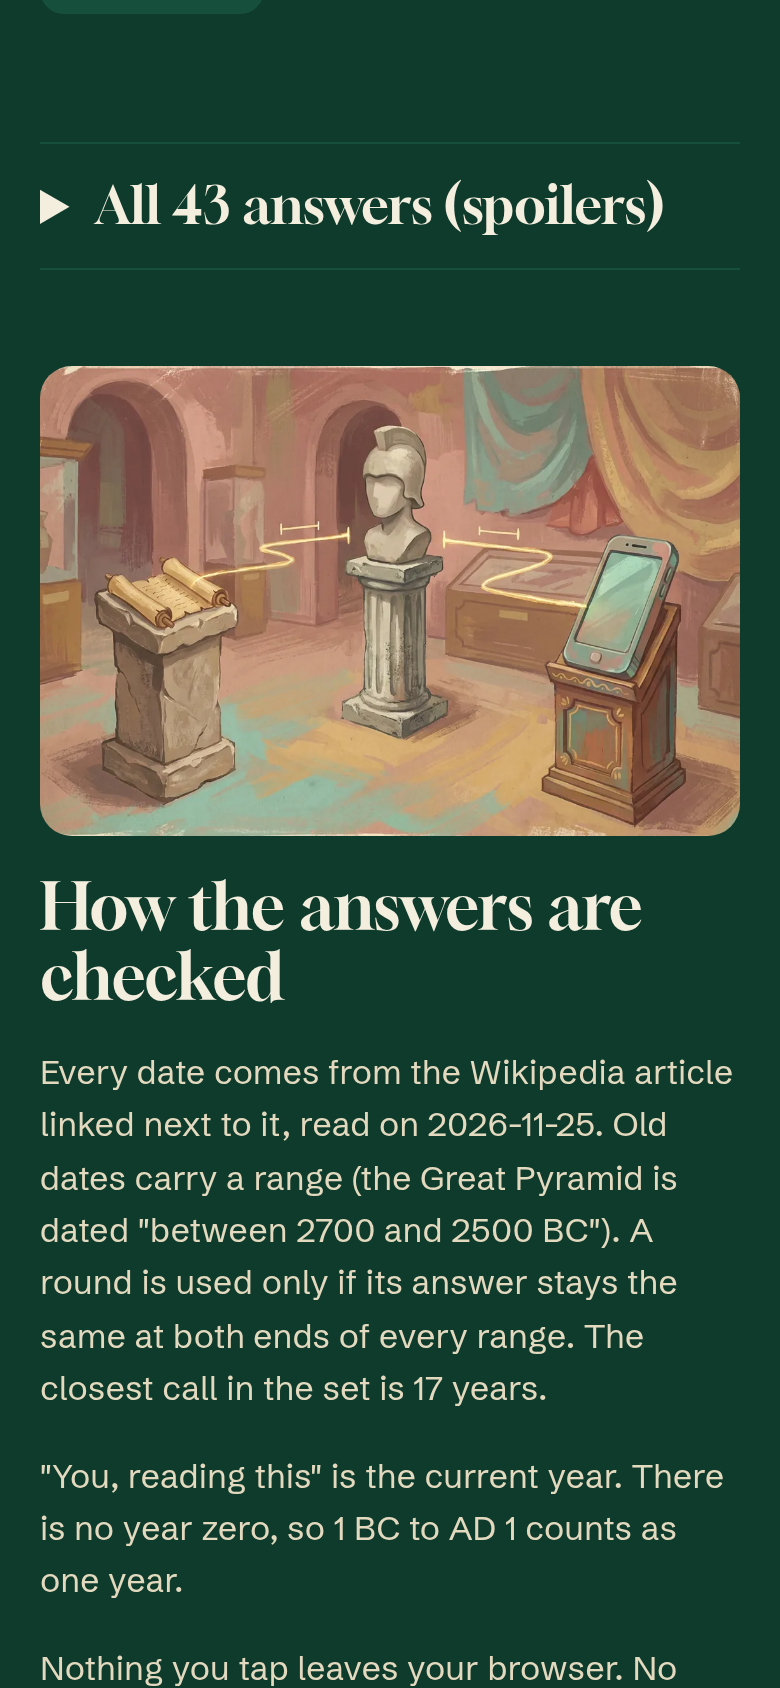 All 43 answers (spoilers)
How the answers are
checked
Every date comes from the Wikipedia article
linked next to it, read on 2026-11-25. Old
dates carry a range (the Great Pyramid is
dated "between 2700 and 2500 BC"). A
round is used only if its answer stays the
same at both ends of every range. The
closest call in the set is 17 years.
"You, reading this" is the current year. There
is no year zero, so 1 BC to AD 1 counts as
one year.
Nothing you tap leaves your browser. No